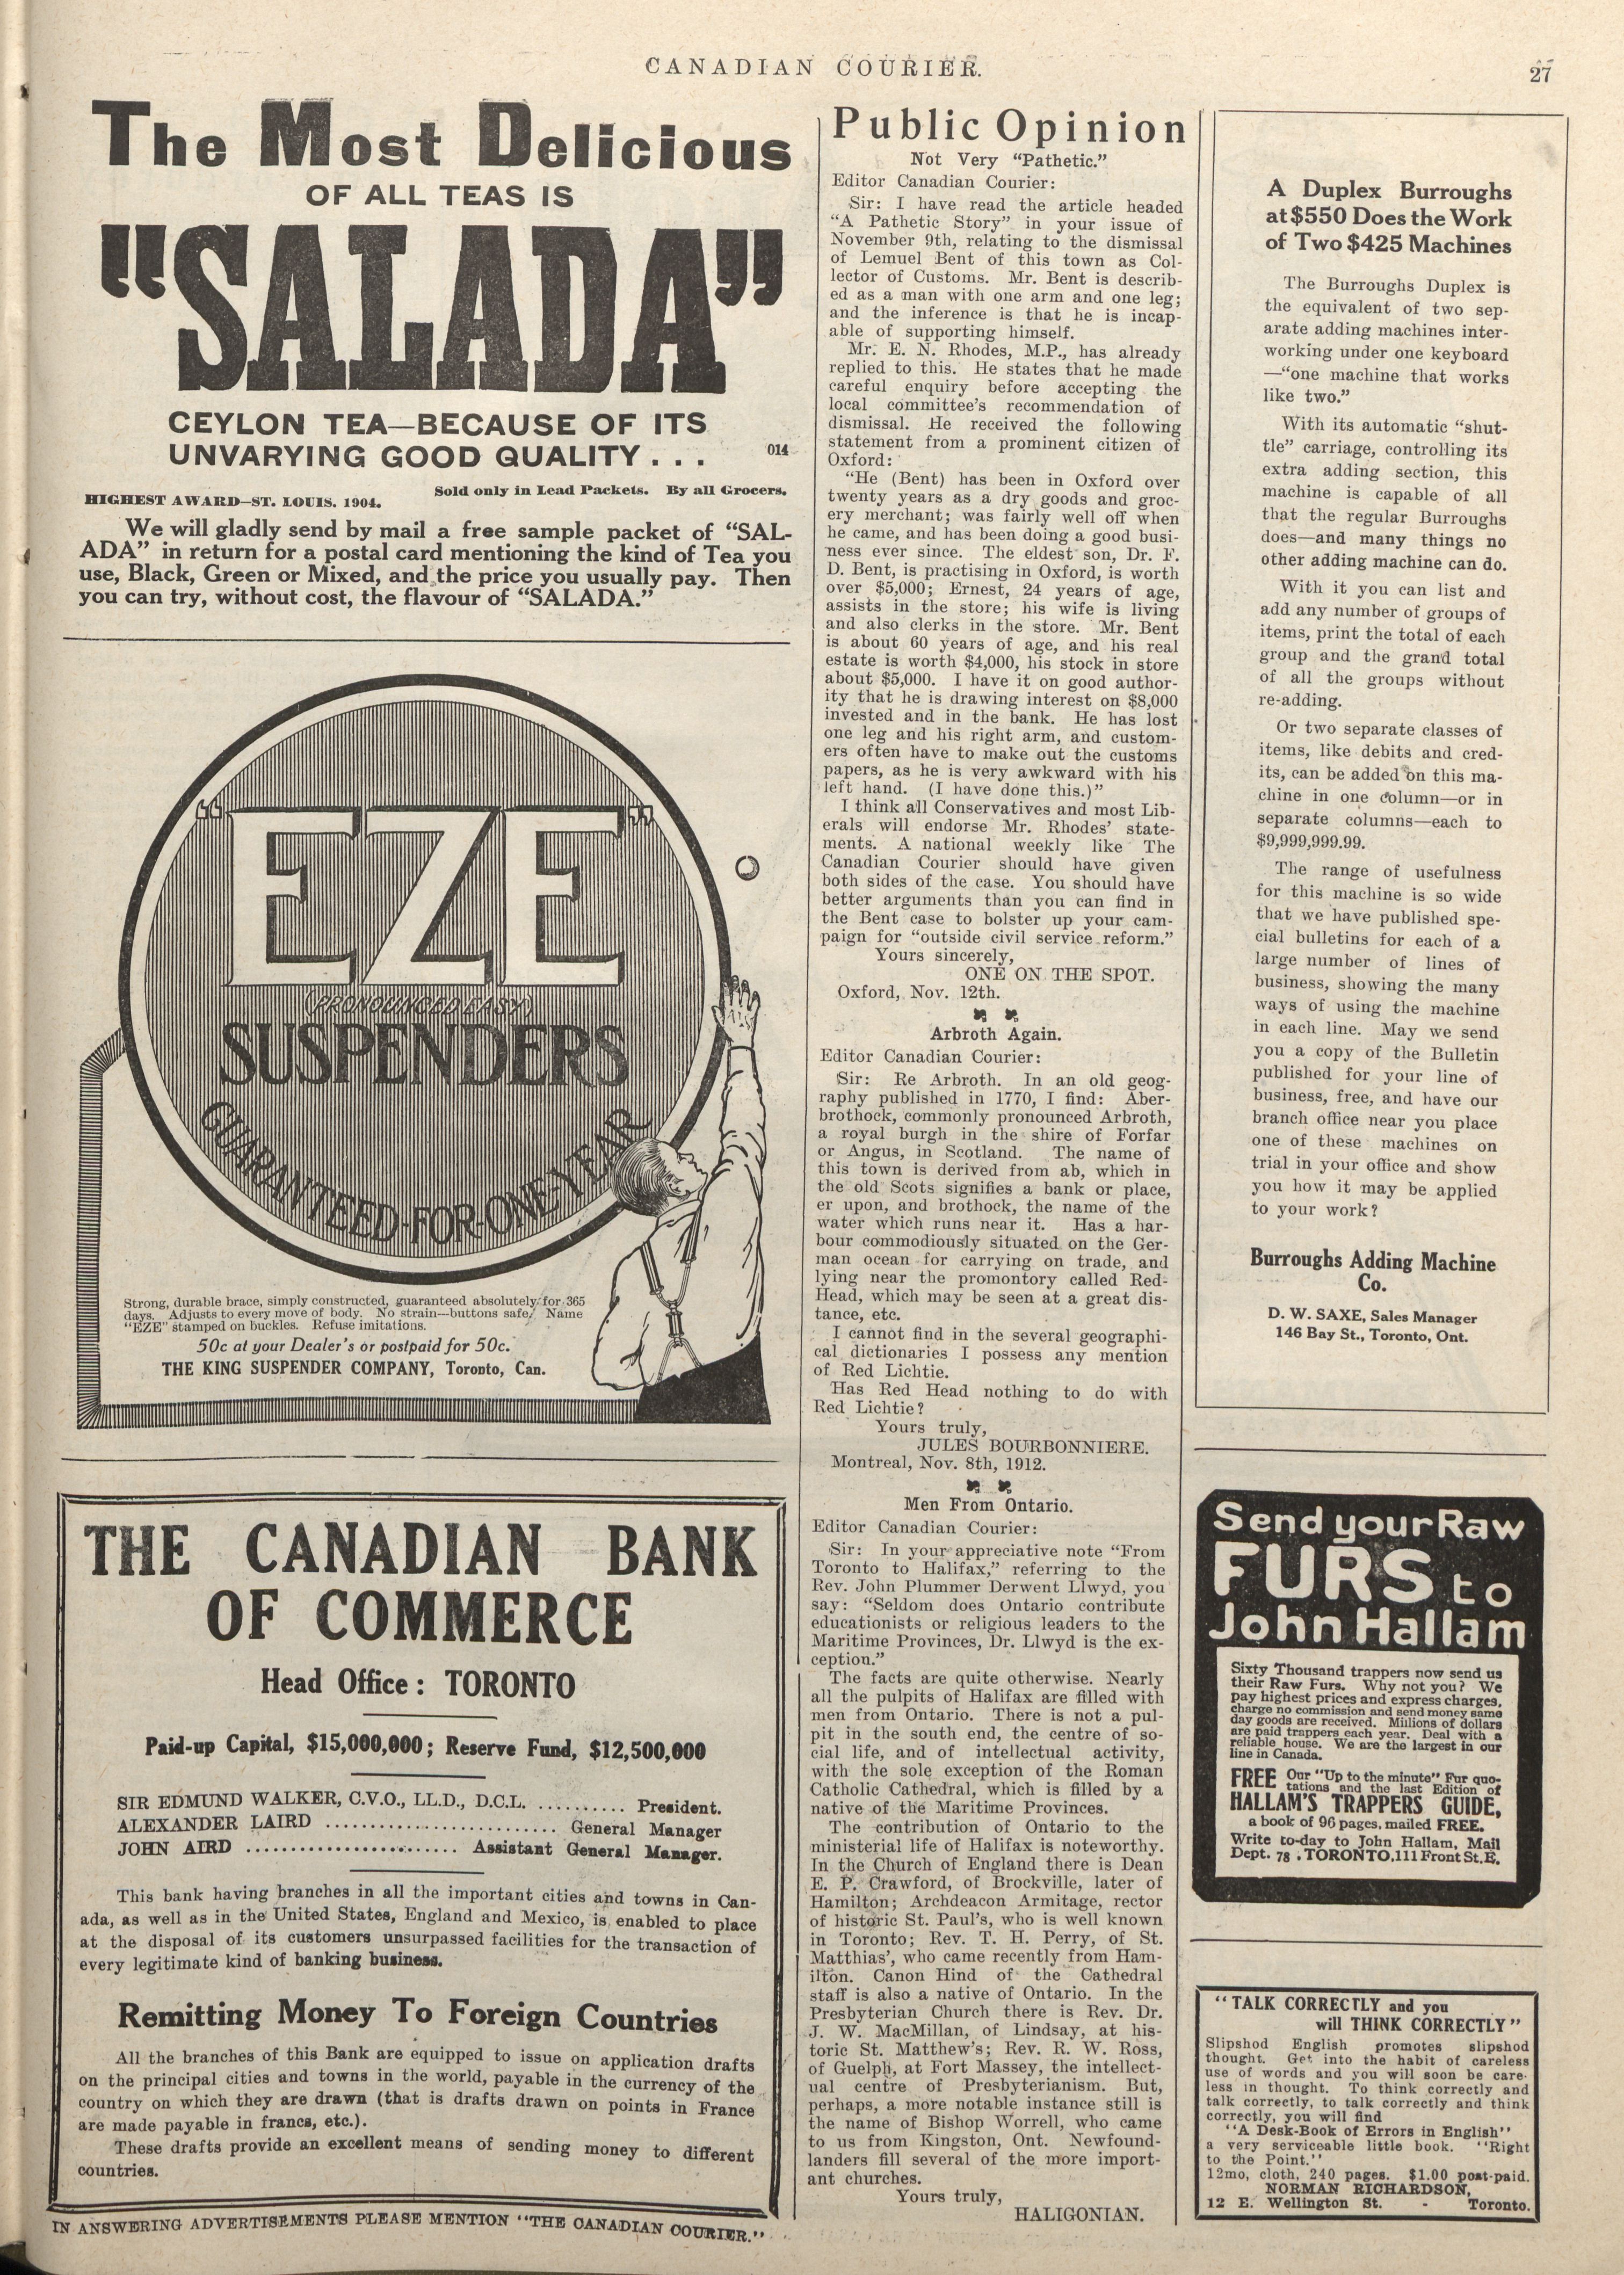 CANADIAN COURIER.
27
The Most Delicious
OF ALL TEAS IS
"SALADA"
CEYLON TEA—BECAUSE OF ITS
UNVARYING GOOD QUALITY . . .
014
Sold only in Lead Packets. By all Grocers.
HIGHEST AWARD—ST. LOUIS. 1904.
We will gladly send by mail a free sample packet of "SAL-
ADA" in return for a postal card mentioning the kind of Tea you
use, Black, Green or Mixed, and the price you usually pay. Then
you can try, without cost, the flavour of "SALADA."
"EZE"
(PRONOUNCED EASY)
SUSPENDERS
GUARANTEED-FOR-ONE-YEAR
Strong, durable brace, simply constructed, guaranteed absolutely for 365
days. Adjusts to every move of body. No strain—buttons safe. Name
"EZE" stamped on buckles. Refuse imitations.
50c at your Dealer's or postpaid for 50c.
THE KING SUSPENDER COMPANY, Toronto, Can.
THE CANADIAN BANK
OF COMMERCE
Head Office: TORONTO
Paid-up Capital, $15,000,000; Reserve Fund, $12,500,000
SIR EDMUND WALKER, C.V.O., LL.D., D.C.L. .......... President.
ALEXANDER LAIRD .......................... General Manager
JOHN AIRD ........................ Assistant General Manager.
This bank having branches in all the important cities and towns in Can-
ada, as well as in the United States, England and Mexico, is enabled to place
at the disposal of its customers unsurpassed facilities for the transaction of
every legitimate kind of banking business.
Remitting Money To Foreign Countries
All the branches of this Bank are equipped to issue on application drafts
on the principal cities and towns in the world, payable in the currency of the
country on which they are drawn (that is drafts drawn on points in France
are made payable in francs, etc.).
These drafts provide an excellent means of sending money to different
countries.
IN ANSWERING ADVERTISEMENTS PLEASE MENTION "THE CANADIAN COURIER."
Public Opinion
Not Very "Pathetic."
Editor Canadian Courier:
Sir: I have read the article headed
"A Pathetic Story" in your issue of
November 9th, relating to the dismissal
of Lemuel Bent of this town as Col-
lector of Customs. Mr. Bent is describ-
ed as a man with one arm and one leg;
and the inference is that he is incap-
able of supporting himself.
Mr. E. N. Rhodes, M.P., has already
replied to this. He states that he made
careful enquiry before accepting the
local committee's recommendation of
dismissal. He received the following
statement from a prominent citizen of
Oxford:
"He (Bent) has been in Oxford over
twenty years as a dry goods and groc-
ery merchant; was fairly well off when
he came, and has been doing a good busi-
ness ever since. The eldest son, Dr. F.
D. Bent, is practising in Oxford, is worth
over $5,000; Ernest, 24 years of age,
assists in the store; his wife is living
and also clerks in the store. Mr. Bent
is about 60 years of age, and his real
estate is worth $4,000, his stock in store
about $5,000. I have it on good author-
ity that he is drawing interest on $8,000
invested and in the bank. He has lost
one leg and his right arm, and custom-
ers often have to make out the customs
papers, as he is very awkward with his
left hand. (I have done this.)"
I think all Conservatives and most Lib-
erals will endorse Mr. Rhodes' state-
ments. A national weekly like The
Canadian Courier should have given
both sides of the case. You should have
better arguments than you can find in
the Bent case to bolster up your cam-
paign for "outside civil service reform."
Yours sincerely,
ONE ON THE SPOT.
Oxford, Nov. 12th.
Arbroth Again.
Editor Canadian Courier:
Sir: Re Arbroth. In an old geog-
raphy published in 1770, I find: Aber-
brothock, commonly pronounced Arbroth,
a royal burgh in the shire of Forfar
or Angus, in Scotland. The name of
this town is derived from ab, which in
the old Scots signifies a bank or place,
er upon, and brothock, the name of the
water which runs near it. Has a har-
bour commodiously situated on the Ger-
man ocean for carrying on trade, and
lying near the promontory called Red-
Head, which may be seen at a great dis-
tance, etc.
I cannot find in the several geographi-
cal dictionaries I possess any mention
of Red Lichtie.
Has Red Head nothing to do with
Red Lichtie?
Yours truly,
JULES BOURBONNIERE.
Montreal, Nov. 8th, 1912.
Men From Ontario.
Editor Canadian Courier:
Sir: In your appreciative note "From
Toronto to Halifax," referring to the
Rev. John Plummer Derwent Llwyd, you
say: "Seldom does Ontario contribute
educationists or religious leaders to the
Maritime Provinces, Dr. Llwyd is the ex-
ception."
The facts are quite otherwise. Nearly
all the pulpits of Halifax are filled with
men from Ontario. There is not a pul-
pit in the south end, the centre of so-
cial life, and of intellectual activity,
with the sole exception of the Roman
Catholic Cathedral, which is filled by a
native of the Maritime Provinces.
The contribution of Ontario to the
ministerial life of Halifax is noteworthy.
In the Church of England there is Dean
E. P. Crawford, of Brockville, later of
Hamilton; Archdeacon Armitage, rector
of historic St. Paul's, who is well known
in Toronto; Rev. T. H. Perry, of St.
Matthias', who came recently from Ham-
ilton. Canon Hind of the Cathedral
staff is also a native of Ontario. In the
Presbyterian Church there is Rev. Dr.
J. W. MacMillan, of Lindsay, at his-
toric St. Matthew's; Rev. R. W. Ross,
of Guelph, at Fort Massey, the intellect-
ual centre of Presbyterianism. But,
perhaps, a more notable instance still is
the name of Bishop Worrell, who came
to us from Kingston, Ont. Newfound-
landers fill several of the more import-
ant churches.
Yours truly,
HALIGONIAN.
A Duplex Burroughs
at $550 Does the Work
of Two $425 Machines
The Burroughs Duplex is
the equivalent of two sep-
arate adding machines inter-
working under one keyboard
—"one machine that works
like two."
With its automatic "shut-
tle" carriage, controlling its
extra adding section, this
machine is capable of all
that the regular Burroughs
does—and many things no
other adding machine can do.
With it you can list and
add any number of groups of
items, print the total of each
group and the grand total
of all the groups without
re-adding.
Or two separate classes of
items, like debits and cred-
its, can be added on this ma-
chine in one column—or in
separate columns—each to
$9,999,999.99.
The range of usefulness
for this machine is so wide
that we have published spe-
cial bulletins for each of a
large number of lines of
business, showing the many
ways of using the machine
in each line. May we send
you a copy of the Bulletin
published for your line of
business, free, and have our
branch office near you place
one of these machines on
trial in your office and show
you how it may be applied
to your work?
Burroughs Adding Machine
Co.
D. W. SAXE, Sales Manager
146 Bay St., Toronto, Ont.
Send your Raw
FURS to
John Hallam
Sixty Thousand trappers now send us
their Raw Furs. Why not you? We
pay highest prices and express charges,
charge no commission and send money same
day goods are received. Millions of dollars
are paid trappers each year. Deal with a
reliable house. We are the largest in our
line in Canada.
FREE Our "Up to the minute" Fur quo-
tations and the last Edition of
HALLAM'S TRAPPERS GUIDE,
a book of 96 pages, mailed FREE.
Write to-day to John Hallam, Mail
Dept. 78 . TORONTO, 111 Front St. E.
"TALK CORRECTLY and you
will THINK CORRECTLY"
Slipshod English promotes slipshod
thought. Get into the habit of careless
use of words and you will soon be care-
less in thought. To think correctly and
talk correctly, to talk correctly and think
correctly, you will find
"A Desk-Book of Errors in English"
a very serviceable little book. "Right
to the Point."
12mo, cloth, 240 pages. $1.00 post-paid.
NORMAN RICHARDSON,
12 E. Wellington St. - Toronto.